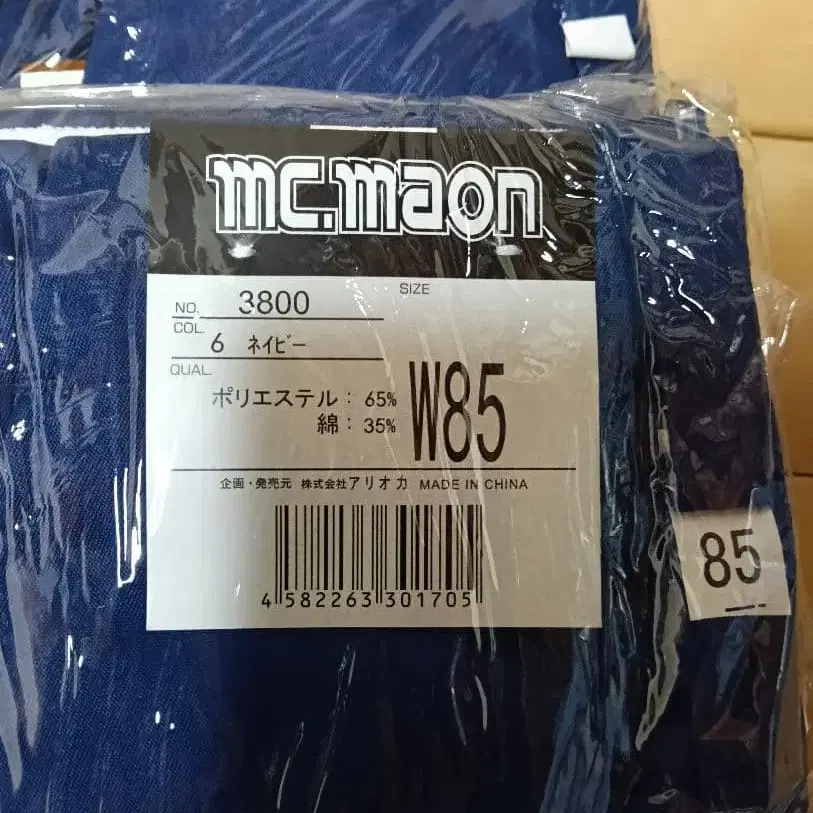 mc.maon
SIZE
NO. 3800
COL. 6 ネイビー
QUAL.
ポリエステル： 65%
綿： 35%
W85
企画・発売元 株式会社アリオカ MADE IN CHINA
4 582263 301705
85